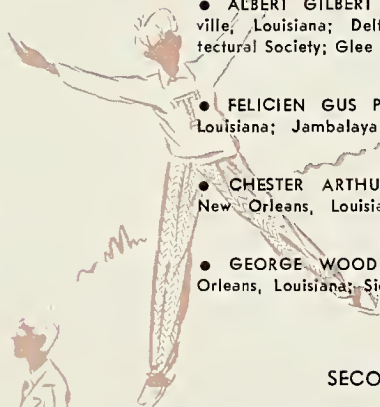 ● ALBERT GILBERT
ville, Louisiana; Delt
tectural Society; Glee
● FELICIEN GUS P
Louisiana; Jambalaya
● CHESTER ARTHU
New Orleans, Louisia
● GEORGE WOOD
Orleans, Louisiana; Si
SECO